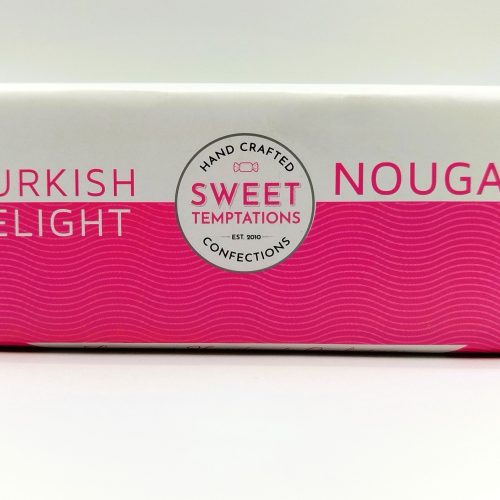 URKISH
ELIGHT
HAND CRAFTED
SWEET
TEMPTATIONS
EST. 2010
CONFECTIONS
NOUGA